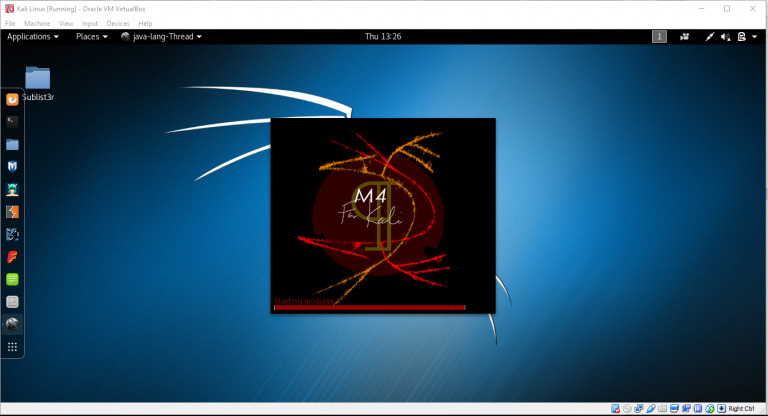 Kali Linux [Running] - Oracle VM VirtualBox
File Machine View Input Devices Help
Applications Places java-lang-Thread Thu 13:26 1
Sublist3r
M4
For Kali
Starting modules
Right Ctrl